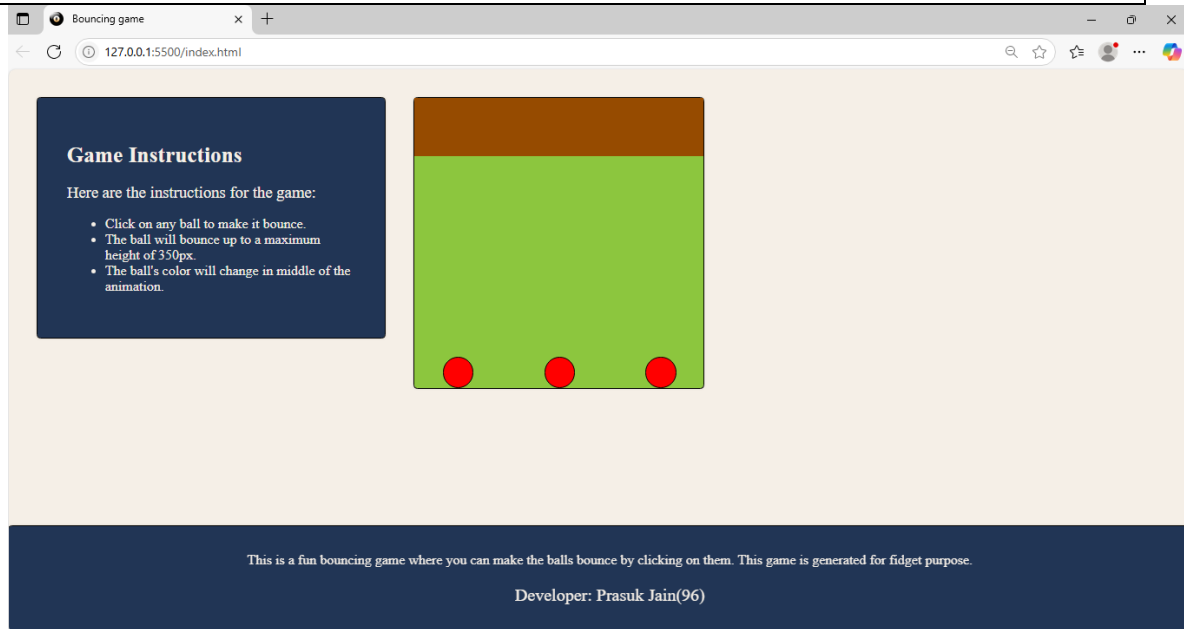 Bouncing game
127.0.0.1:5500/index.html
Game Instructions
Here are the instructions for the game:
• Click on any ball to make it bounce.
• The ball will bounce up to a maximum
height of 350px.
• The ball's color will change in middle of the
animation.
This is a fun bouncing game where you can make the balls bounce by clicking on them. This game is generated for fidget purpose.
Developer: Prasuk Jain(96)